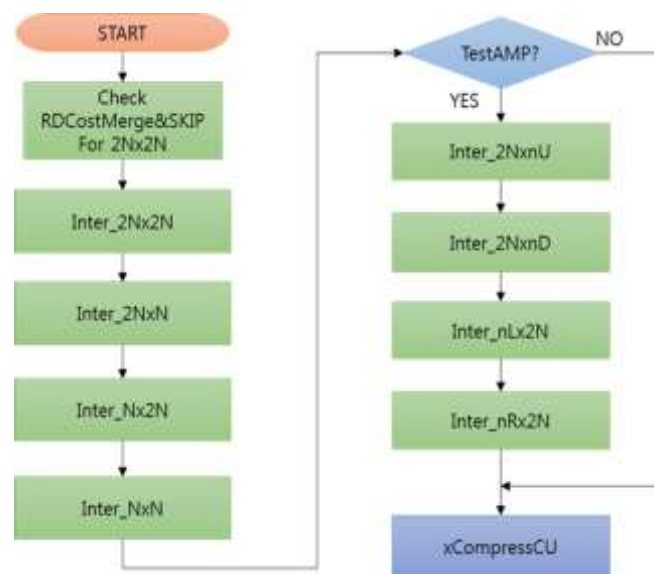 START
Check
RDCostMerge&SKIP
For 2Nx2N
Inter_2Nx2N
Inter_2NxN
Inter_Nx2N
Inter_NxN
TestAMP?
NO
YES
Inter_2NxnU
Inter_2NxnD
Inter_nLx2N
Inter_nRx2N
xCompressCU